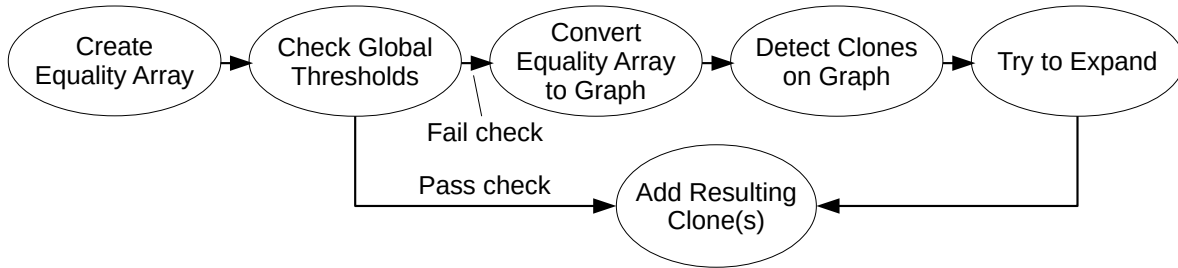 Create
Equality Array
Check Global
Thresholds
Convert
Equality Array
to Graph
Detect Clones
on Graph
Try to Expand
Fail check
Pass check
Add Resulting
Clone(s)